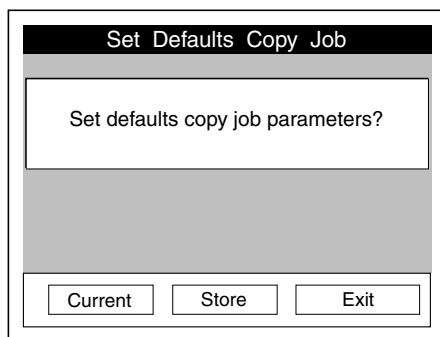 Set Defaults Copy Job
Set defaults copy job parameters?
Current Store Exit